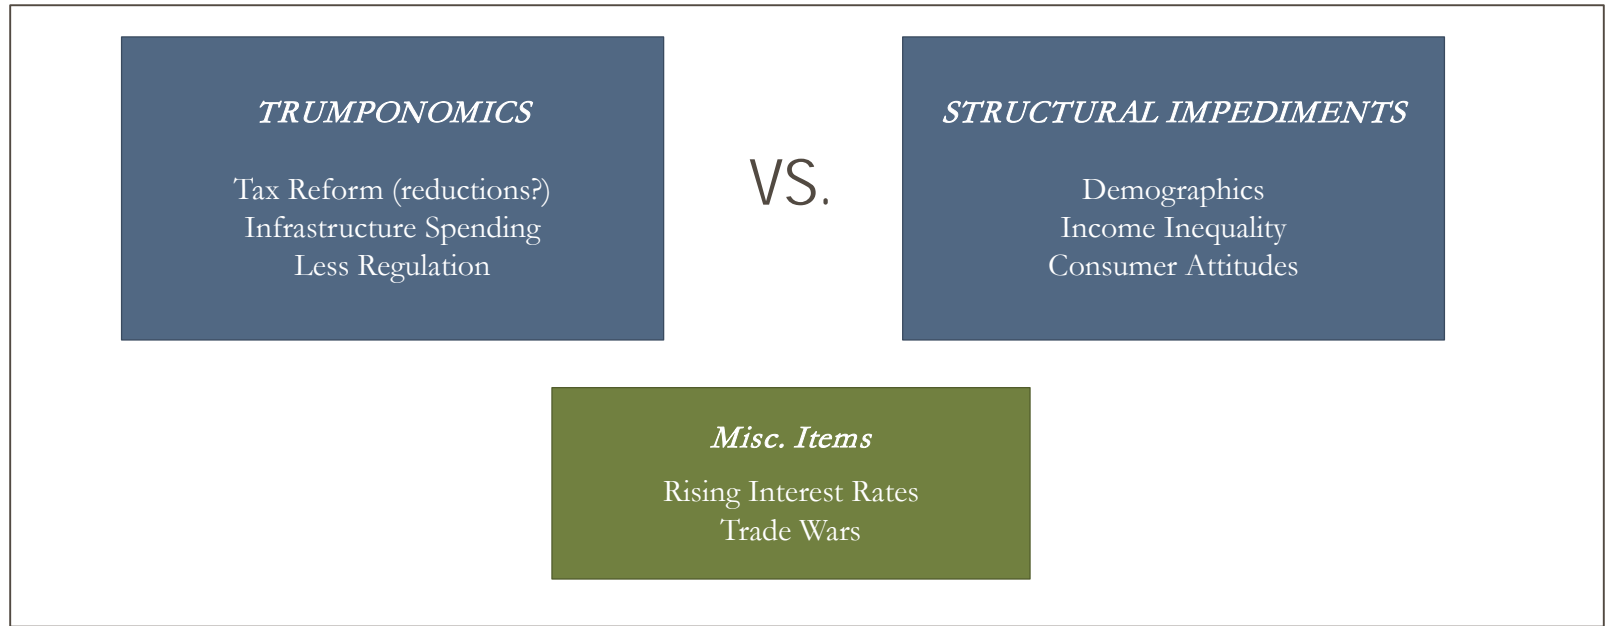 TRUMPONOMICS
Tax Reform (reductions?)
Infrastructure Spending
Less Regulation
VS.
STRUCTURAL IMPEDIMENTS
Demographics
Income Inequality
Consumer Attitudes
Misc. Items
Rising Interest Rates
Trade Wars